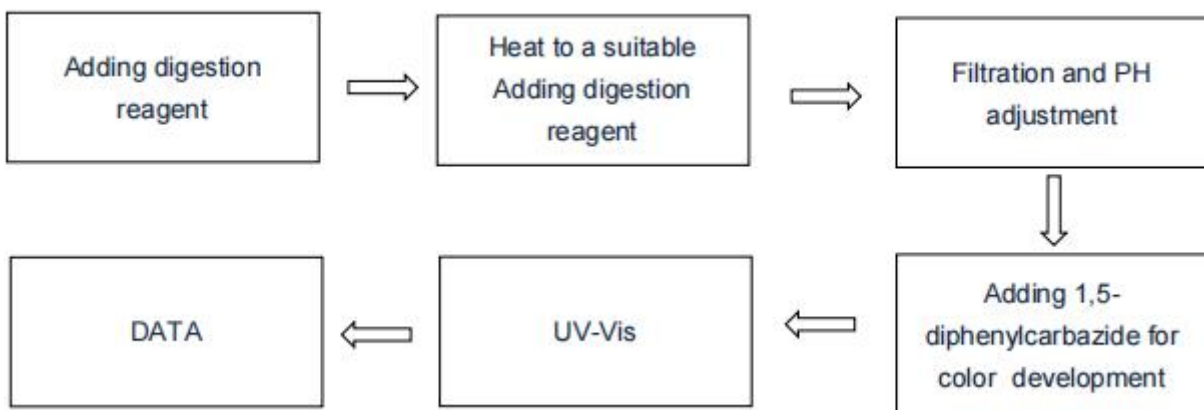 Adding digestion
reagent
Heat to a suitable
Adding digestion
reagent
Filtration and PH
adjustment
Adding 1,5-
diphenylcarbazide for
color development
UV-Vis
DATA